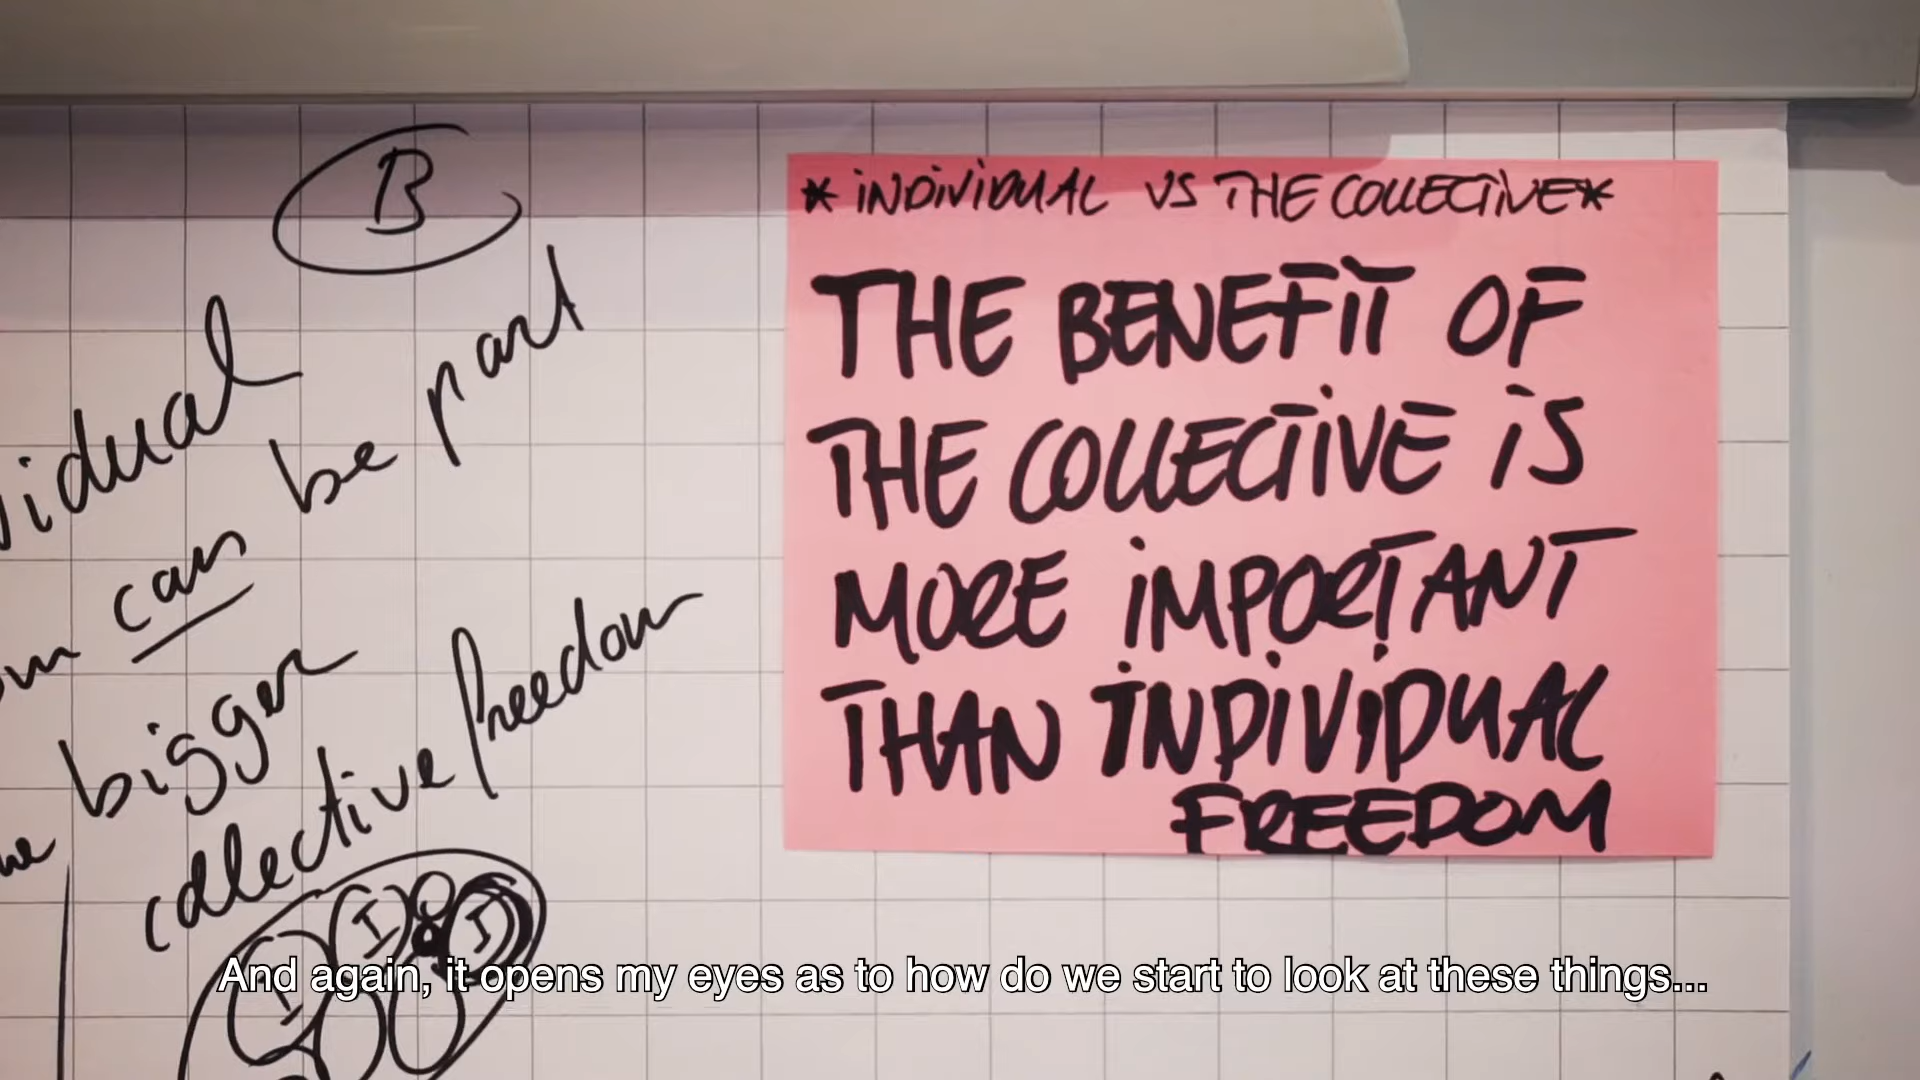 B
can be part
bigger
collective freedom
I
I
I
* INDIVIDUAL VS THE COLLECTIVE *
THE BENEFIT OF
THE COLLECTIVE IS
MORE IMPORTANT
THAN INDIVIDUAL
FREEDOM
And again, it opens my eyes as to how do we start to look at these things...